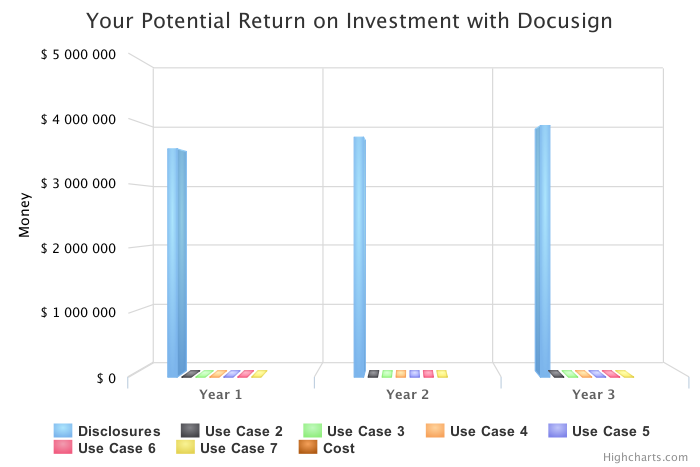 Your Potential Return on Investment with Docusign
$ 5 000 000
$ 4 000 000
$ 3 000 000
$ 2 000 000
$ 1 000 000
$ 0
Money
Year 1
Year 2
Year 3
Disclosures Use Case 2 Use Case 3 Use Case 4 Use Case 5
Use Case 6 Use Case 7 Cost
Highcharts.com